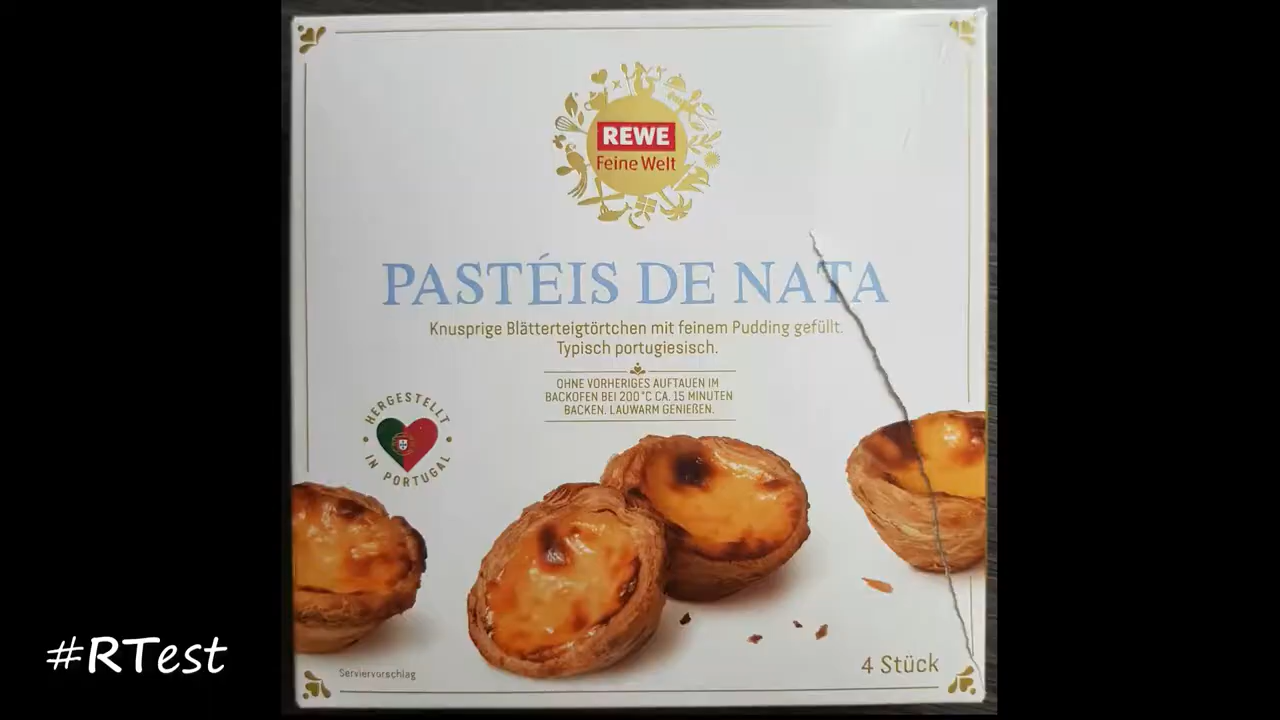 REWE
Feine Welt
PASTÉIS DE NATA
Knusprige Blätterteigtörtchen mit feinem Pudding gefüllt.
Typisch portugiesisch.
OHNE VORHERIGES AUFTAUEN IM
BACKOFEN BEI 200°C CA. 15 MINUTEN
BACKEN. LAUWARM GENIEßEN.
HERGESTELLT
IN PORTUGAL
#RTest
Serviervorschlag
4 Stück